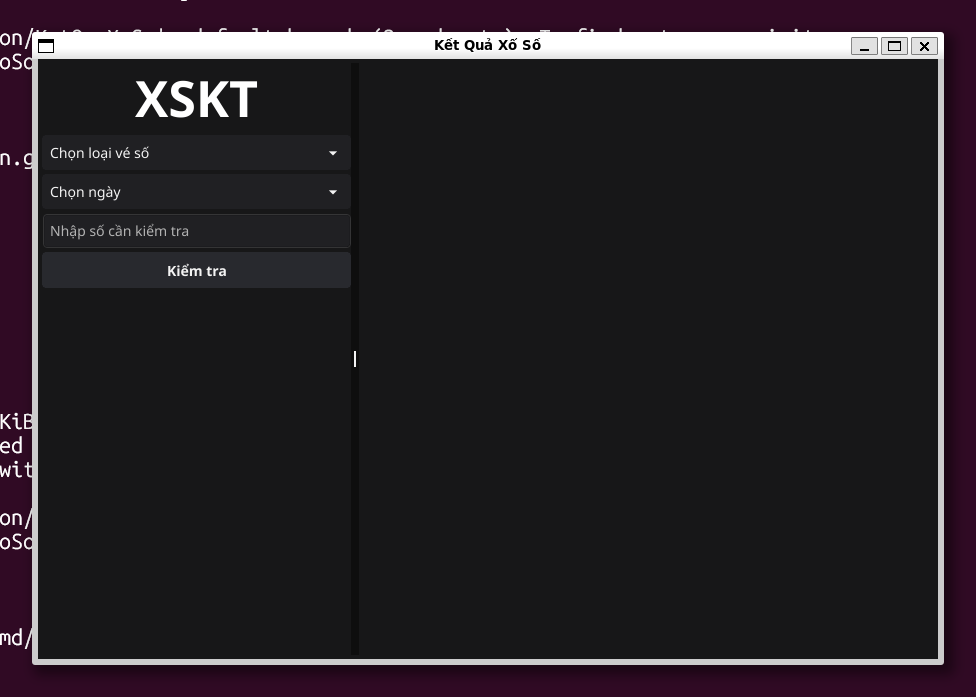 Kết Quả Xố Số
XSKT
Chọn loại vé số
Chọn ngày
Nhập số cần kiểm tra
Kiểm tra
on/
oSo
n.g
KiB
ed
wit
on/
oSo
md/